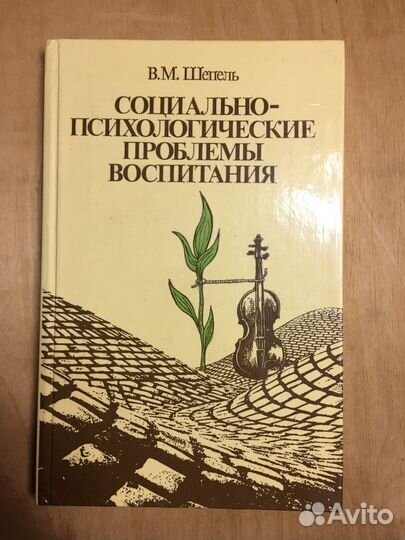 В.М. Шепель
СОЦИАЛЬНО-
ПСИХОЛОГИЧЕСКИЕ
ПРОБЛЕМЫ
ВОСПИТАНИЯ
Avito